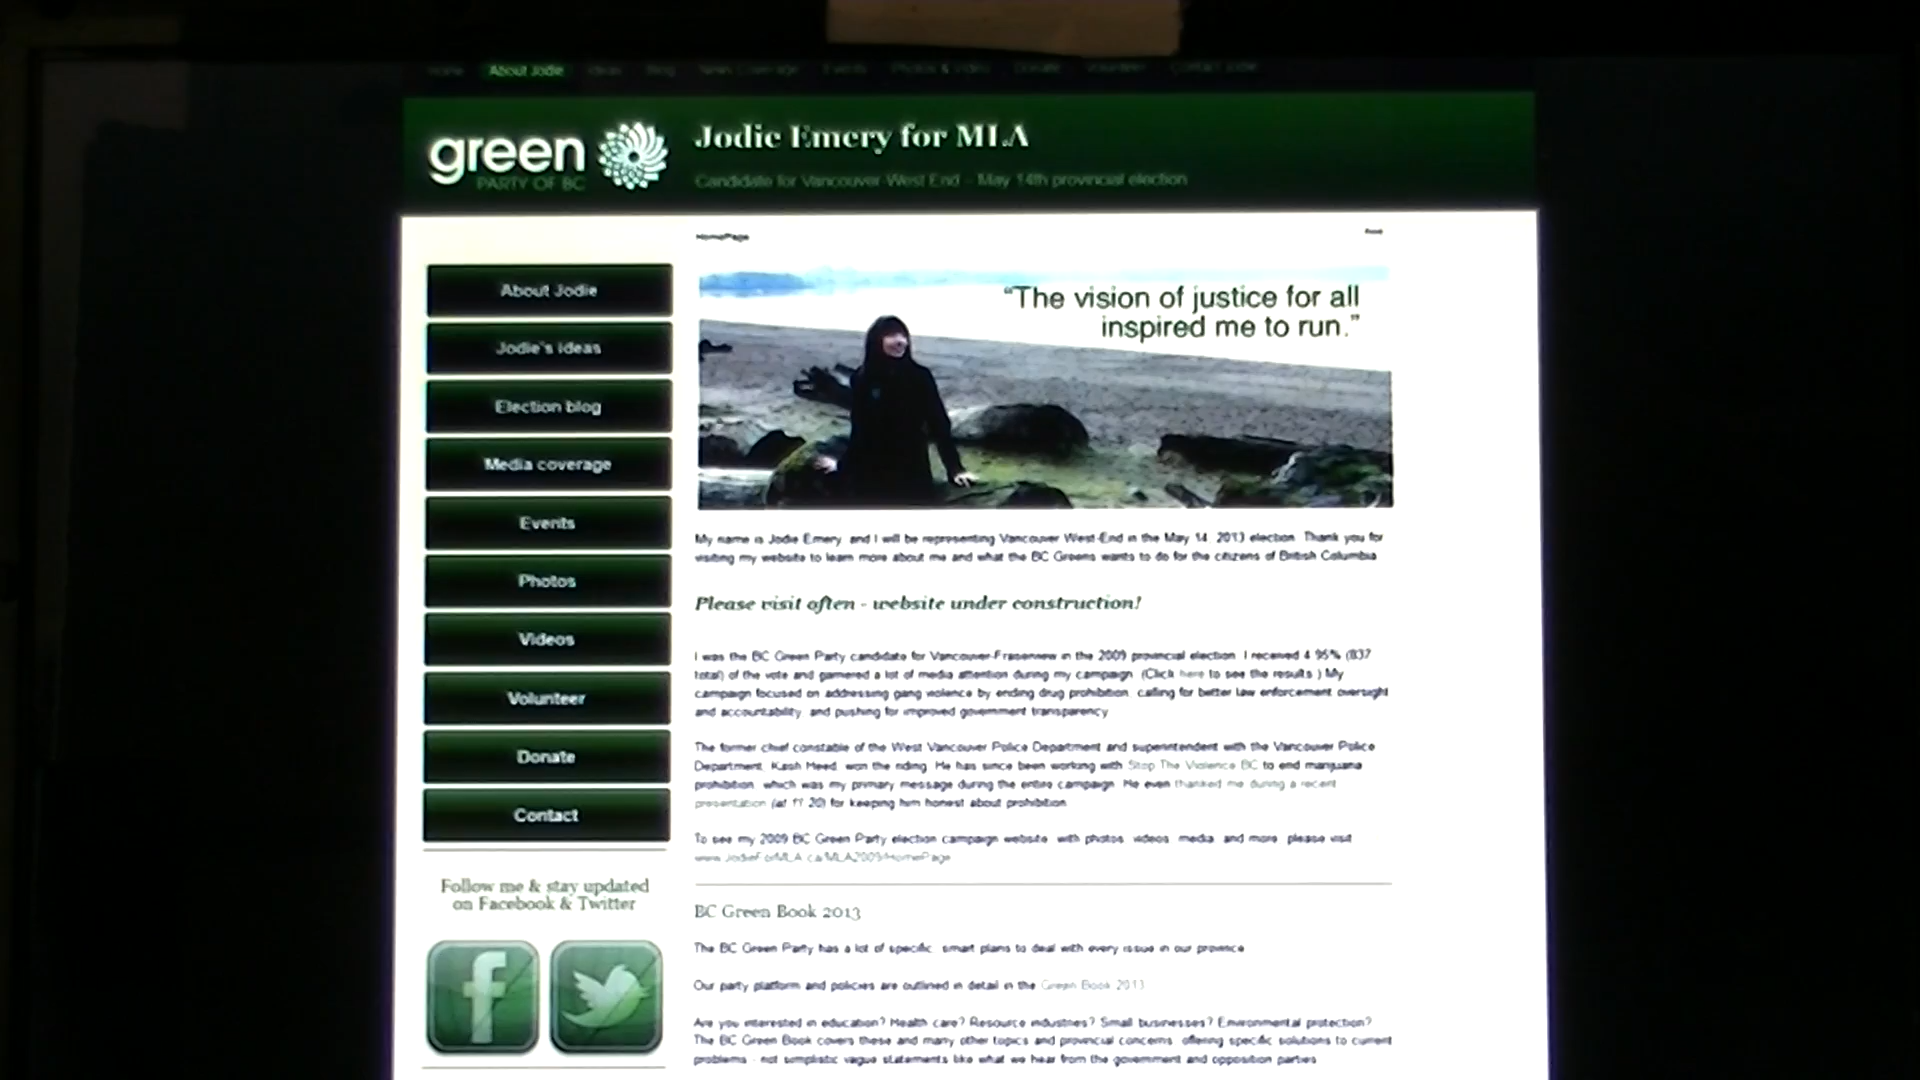 Home About Jodie Ideas Blog News Coverage Events Photos & Video Donate Volunteer Contact Jodie
green
PARTY OF BC
Jodie Emery for MLA
Candidate for Vancouver West End - May 14th provincial election
HomePage
About Jodie
Jodie's ideas
Election blog
Media coverage
Events
Photos
Videos
Volunteer
Donate
Contact
Follow me & stay updated
on Facebook & Twitter
“The vision of justice for all
inspired me to run.”
My name is Jodie Emery, and I will be representing Vancouver West-End in the May 14, 2013 election. Thank you for
visiting my website to learn more about me and what the BC Greens wants to do for the citizens of British Columbia.
Please visit often - website under construction!
I was the BC Green Party candidate for Vancouver-Fraserview in the 2009 provincial election. I received 4.95% (837
total) of the vote and garnered a lot of media attention during my campaign. (Click here to see the results.) My
campaign focused on addressing gang violence by ending drug prohibition, calling for better law enforcement oversight
and accountability, and pushing for improved government transparency.
The former chief constable of the West Vancouver Police Department and superintendent with the Vancouver Police
Department, Kash Heed, won the riding. He has since been working with Stop The Violence BC to end marijuana
prohibition, which was my primary message during the entire campaign. He even thanked me during a recent
presentation (at 20) for keeping him honest about prohibition.
To see my 2009 BC Green Party election campaign website, with photos, videos, media, and more, please visit
www.JodieForMLA.ca/MLA2009/HomePage
BC Green Book 2013
The BC Green Party has a lot of specific, smart plans to deal with every issue in our province.
Our party platform and policies are outlined in detail in the Green Book 2013.
Are you interested in education? Health care? Resource industries? Small businesses? Environmental protection?
The BC Green Book covers these and many other topics and provincial concerns, offering specific solutions to current
problems - not simplistic vague statements like what we hear from the government and opposition parties.